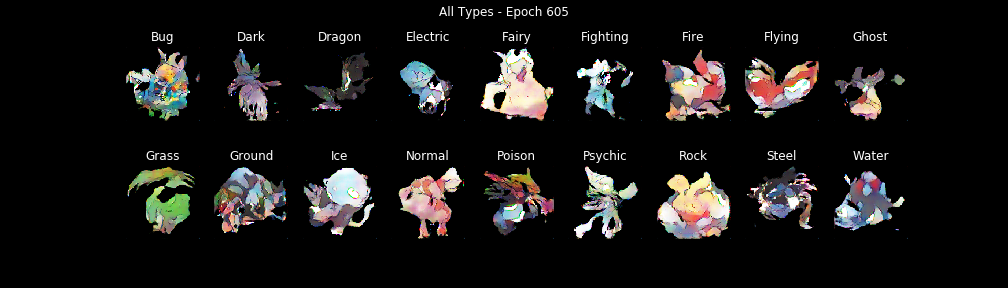 All Types - Epoch 605
Bug Dark Dragon Electric Fairy Fighting Fire Flying Ghost
Grass Ground Ice Normal Poison Psychic Rock Steel Water